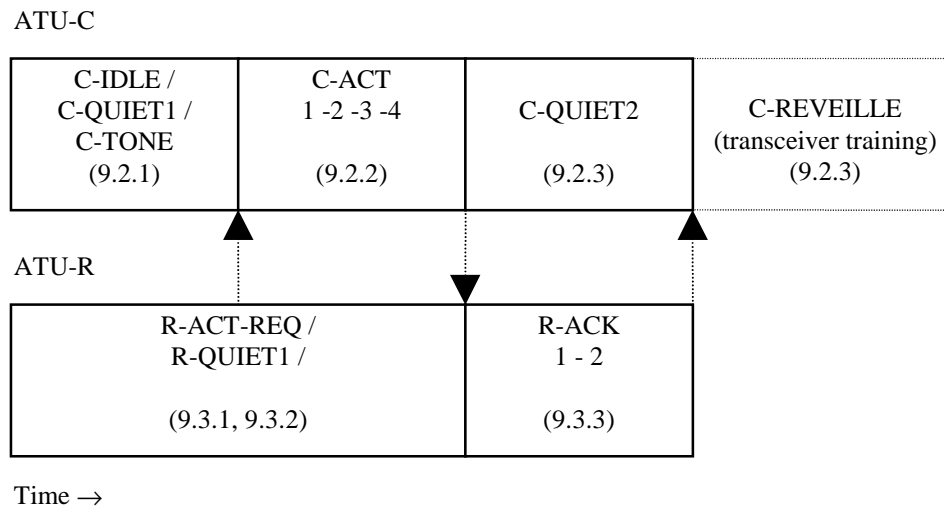 ATU-C
C-IDLE /
C-QUIET1 /
C-TONE
(9.2.1)
C-ACT
1 -2 -3 -4
(9.2.2)
C-QUIET2
(9.2.3)
C-REVEILLE
(transceiver training)
(9.2.3)
ATU-R
R-ACT-REQ /
R-QUIET1 /
(9.3.1, 9.3.2)
R-ACK
1 - 2
(9.3.3)
Time →